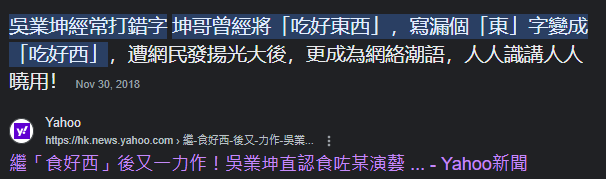 吳業坤經常打錯字 坤哥曾經將「吃好東西」，寫漏個「東」字變成
「吃好西」，遭網民發揚光大後，更成為網絡潮語，人人識講人人
曉用！ Nov 30, 2018
Yahoo
https://hk.news.yahoo.com › 繼-食好西-後又一力作-吳業...
繼「食好西」後又一力作！吳業坤直認食咗某演藝 ... - Yahoo新聞